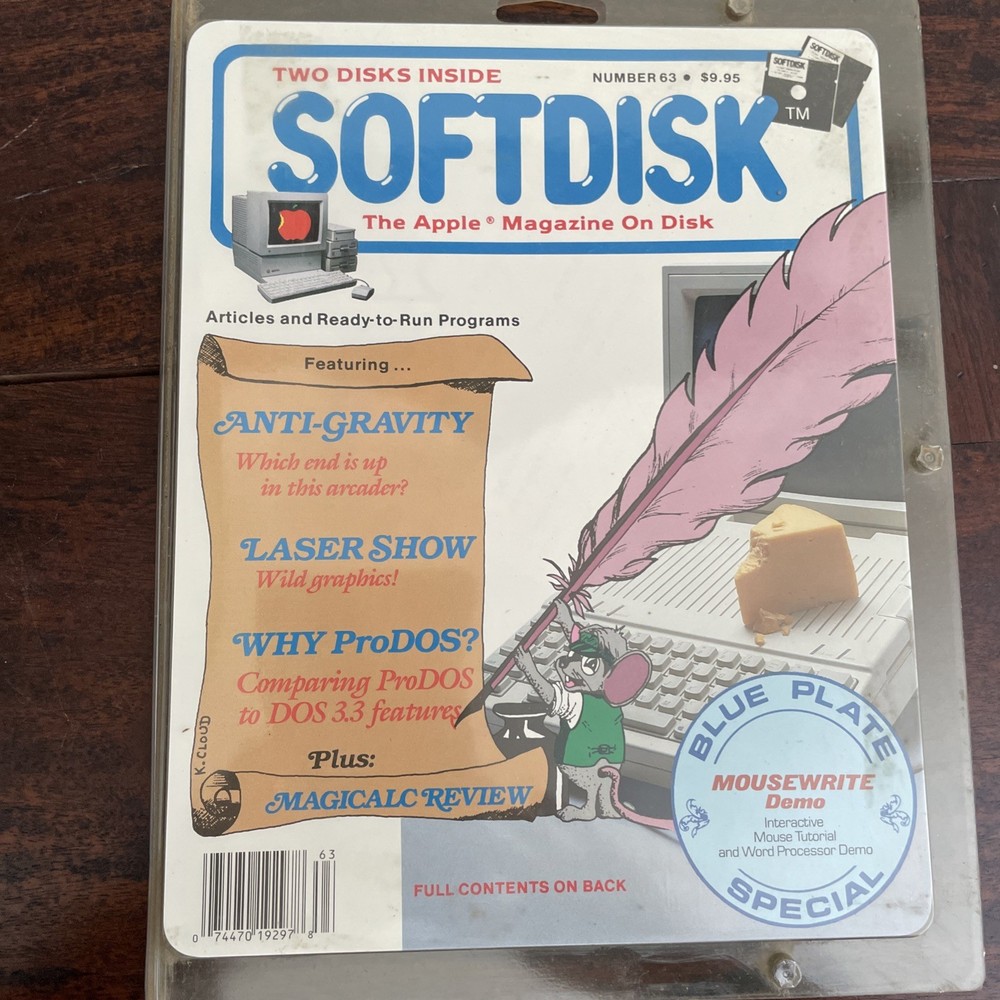 TWO DISKS INSIDE
NUMBER 63 • $9.95
SOFTDISK
SOFTDISK
TM
SOFTDISK
The Apple® Magazine On Disk
Articles and Ready-to-Run Programs
Featuring ...
ANTI-GRAVITY
Which end is up
in this arcader?
LASER SHOW
Wild graphics!
WHY ProDOS?
Comparing ProDOS
to DOS 3.3 features
Plus:
MAGICALC REVIEW
K. CLOUD
BLUE PLATE
MOUSEWRITE
Demo
Interactive
Mouse Tutorial
and Word Processor Demo
SPECIAL
FULL CONTENTS ON BACK
63
0 74470 19297 8